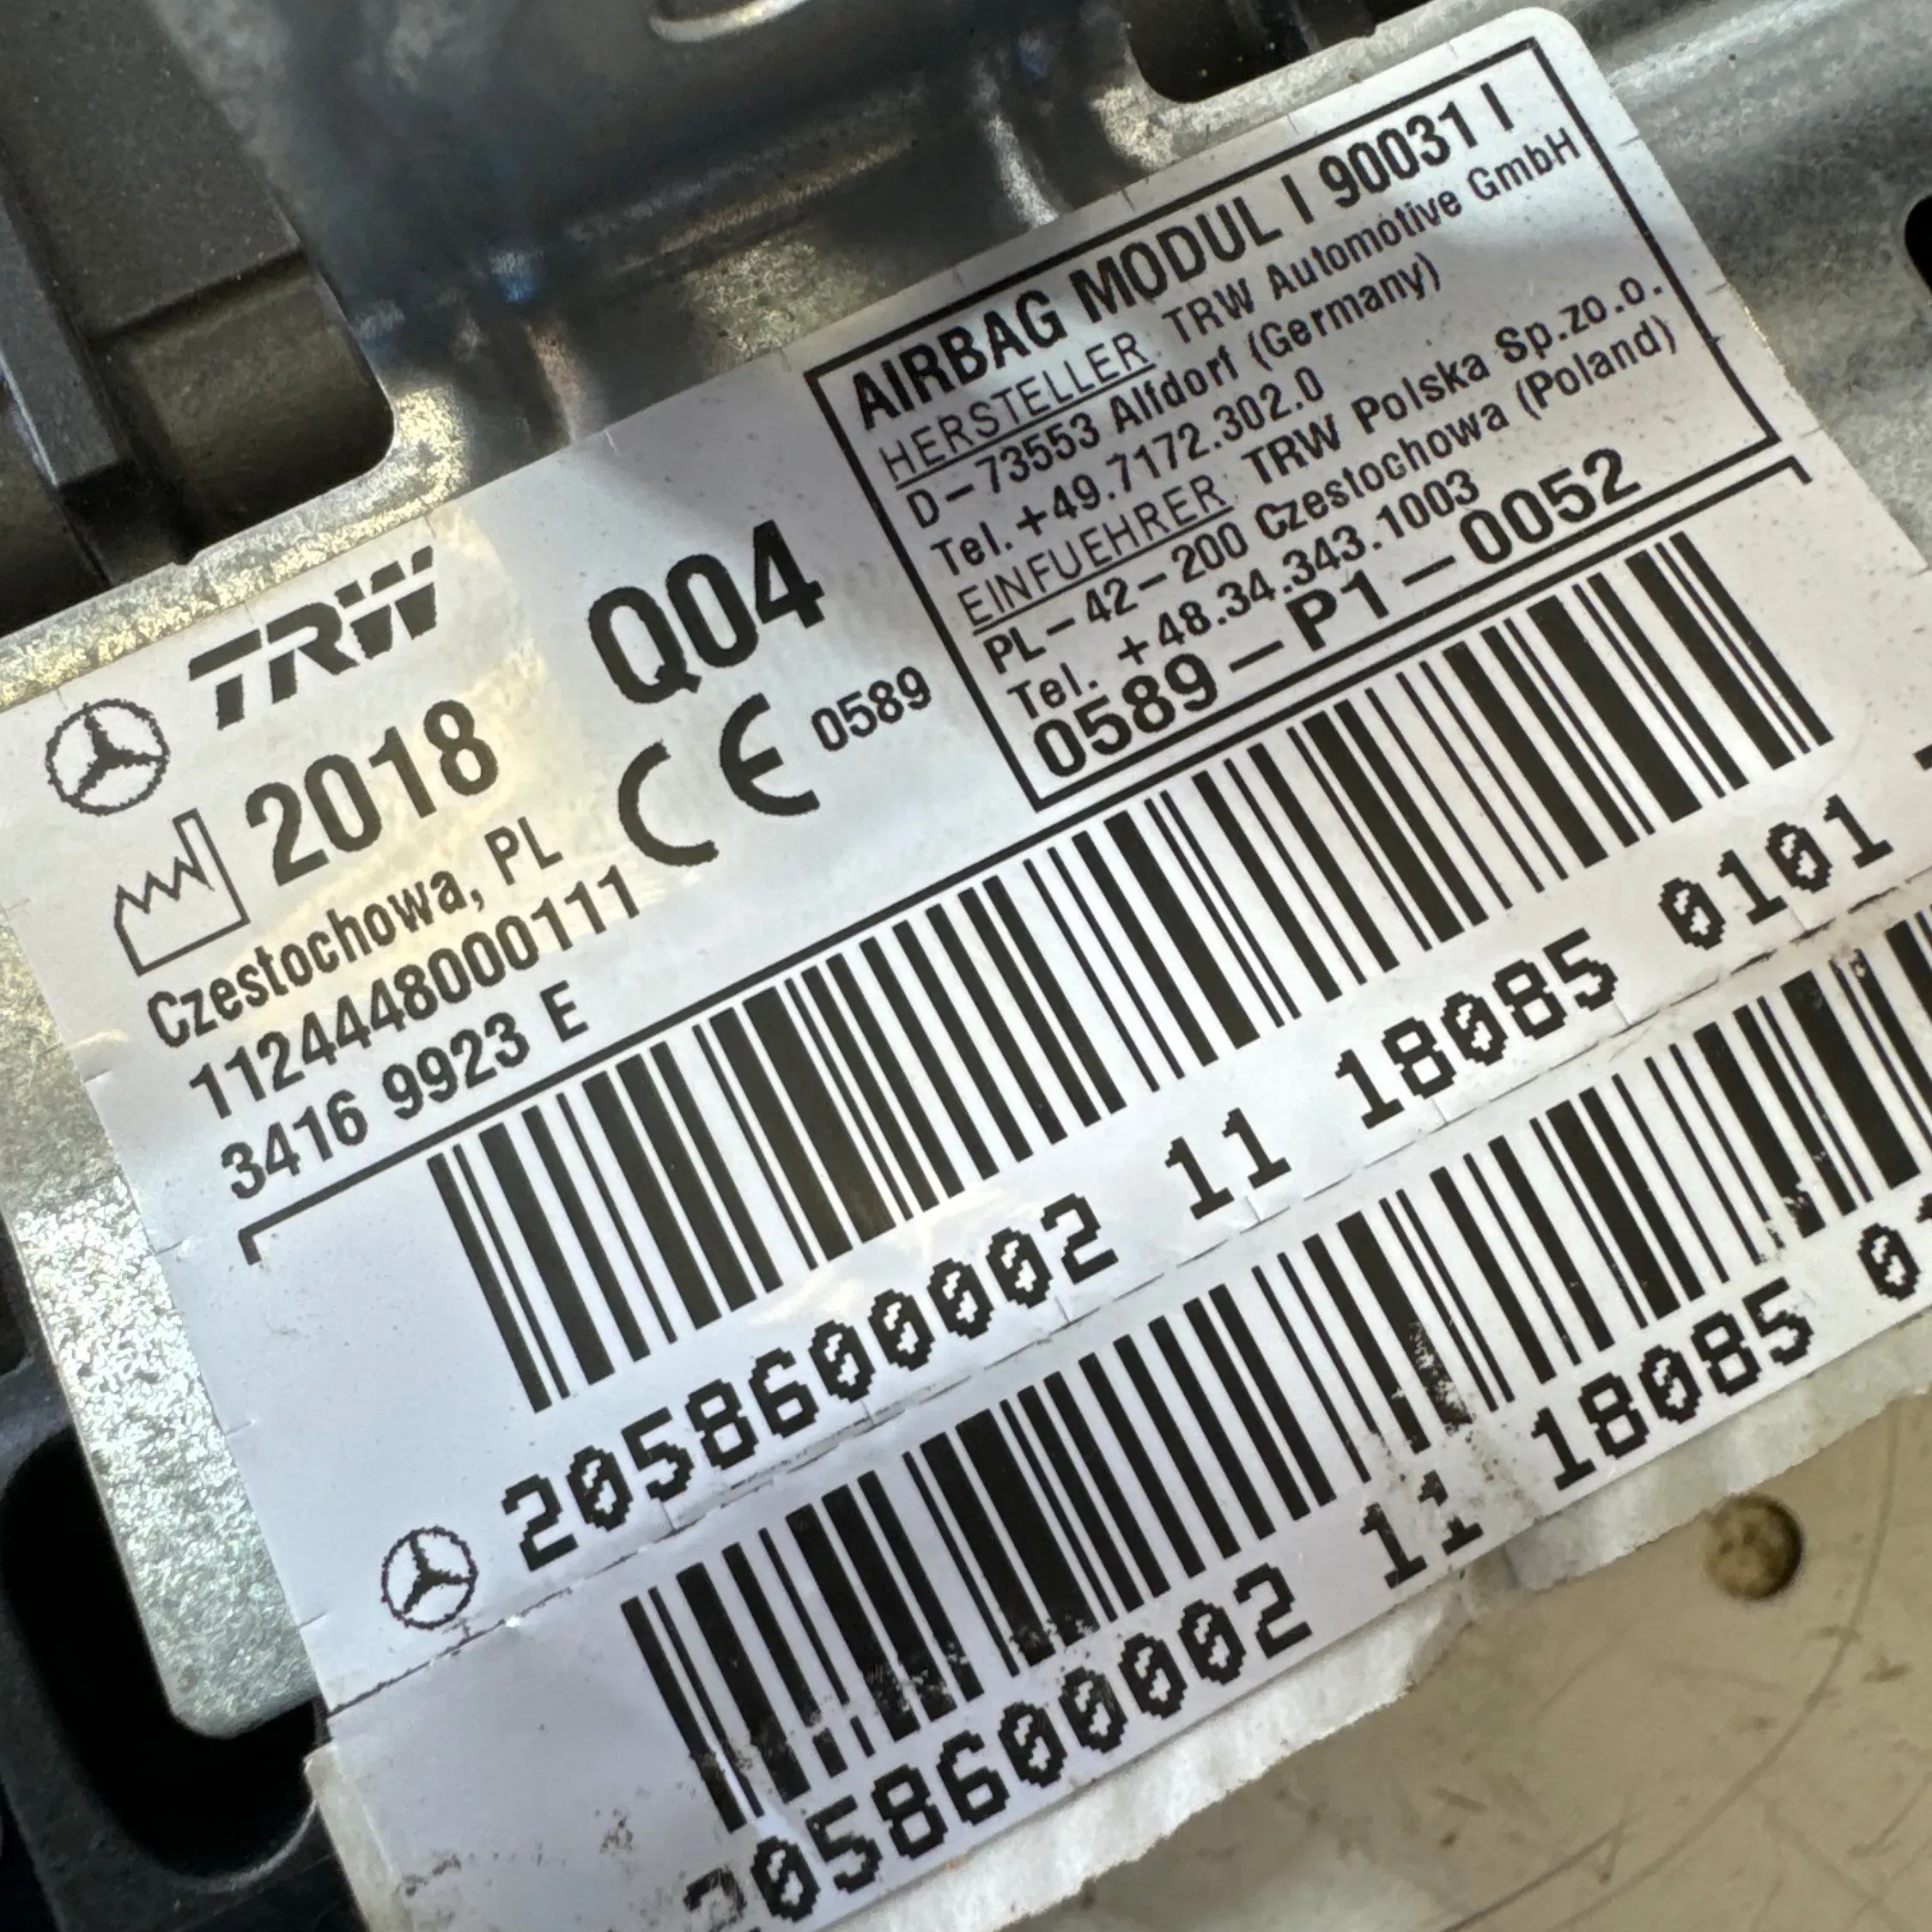 AIRBAG MODUL I 90031 I
HERSTELLER TRW Automotive GmbH
D-73553 Alfdorf (Germany)
Tel.+49.7172.302.0
EINFUEHRER TRW Polska Sp.zo.o.
PL-42-200 Czestochowa (Poland)
Tel. +48.34.343.1003
0589-P1-0052
TRW
Q04
2018
CE 0589
Czestochowa, PL
1124448000111
3416 9923 E
2058600002 11 18085 0101
2058600002 11 18085